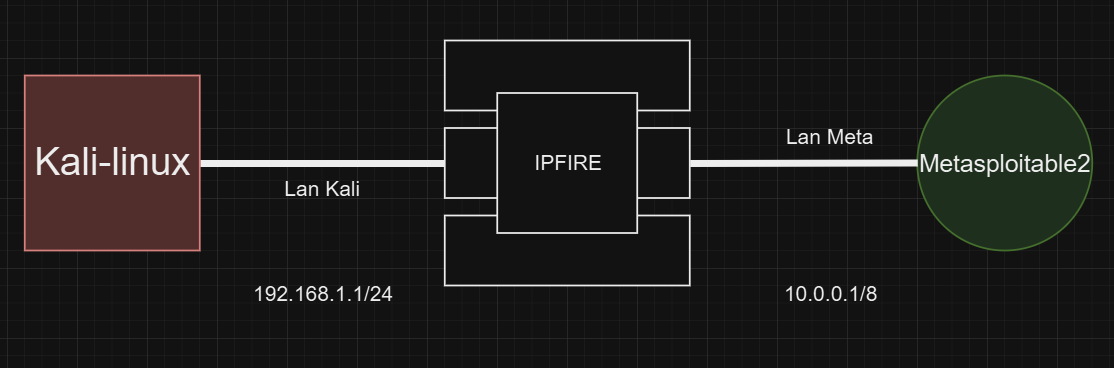 Kali-linux
Lan Kali
IPFIRE
Lan Meta
Metasploitable2
192.168.1.1/24
10.0.0.1/8